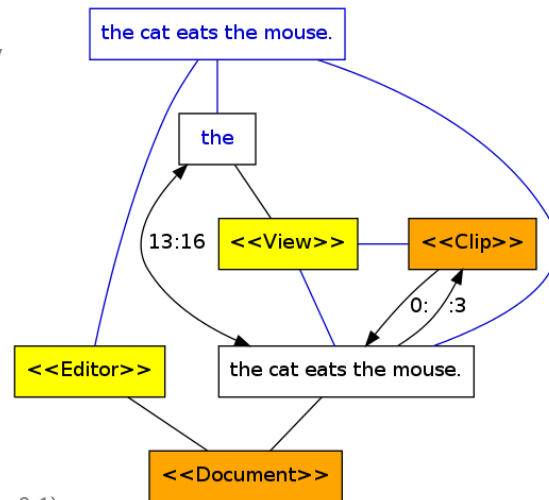 the cat eats the mouse.
the
13:16
<<View>>
<<Clip>>
0:
:3
<<Editor>>
the cat eats the mouse.
<<Document>>